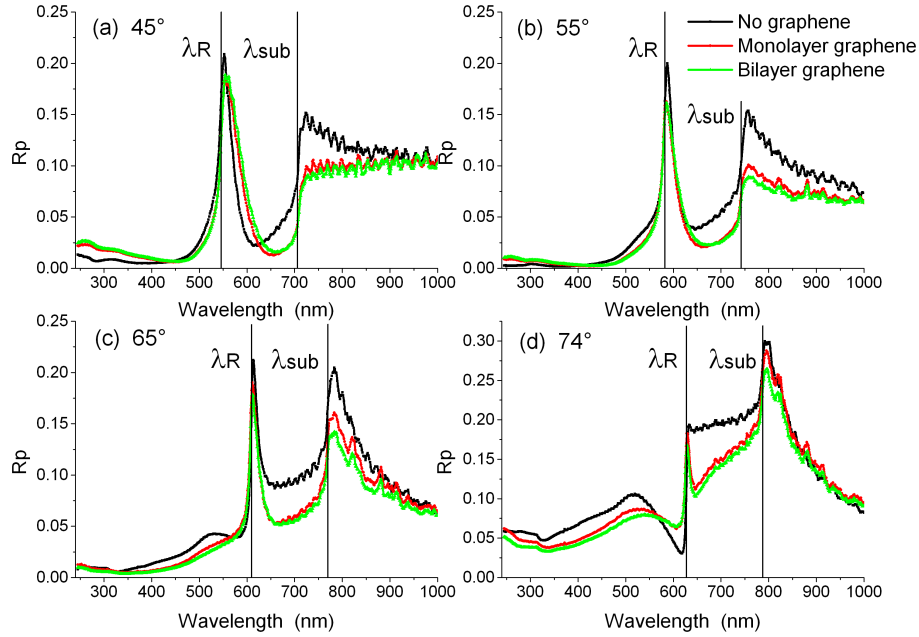 (a) 45°
λR
λsub
0.25
0.20
0.15
0.10
0.05
0.00
Rp
300 400 500 600 700 800 900 1000
Wavelength (nm)
(b) 55°
No graphene
Monolayer graphene
Bilayer graphene
λR
λsub
0.25
0.20
0.15
0.10
0.05
0.00
Rp
300 400 500 600 700 800 900 1000
Wavelength (nm)
(c) 65°
λR
λsub
0.25
0.20
0.15
0.10
0.05
0.00
Rp
300 400 500 600 700 800 900 1000
Wavelength (nm)
(d) 74°
λR
λsub
0.30
0.25
0.20
0.15
0.10
0.05
0.00
Rp
300 400 500 600 700 800 900 1000
Wavelength (nm)